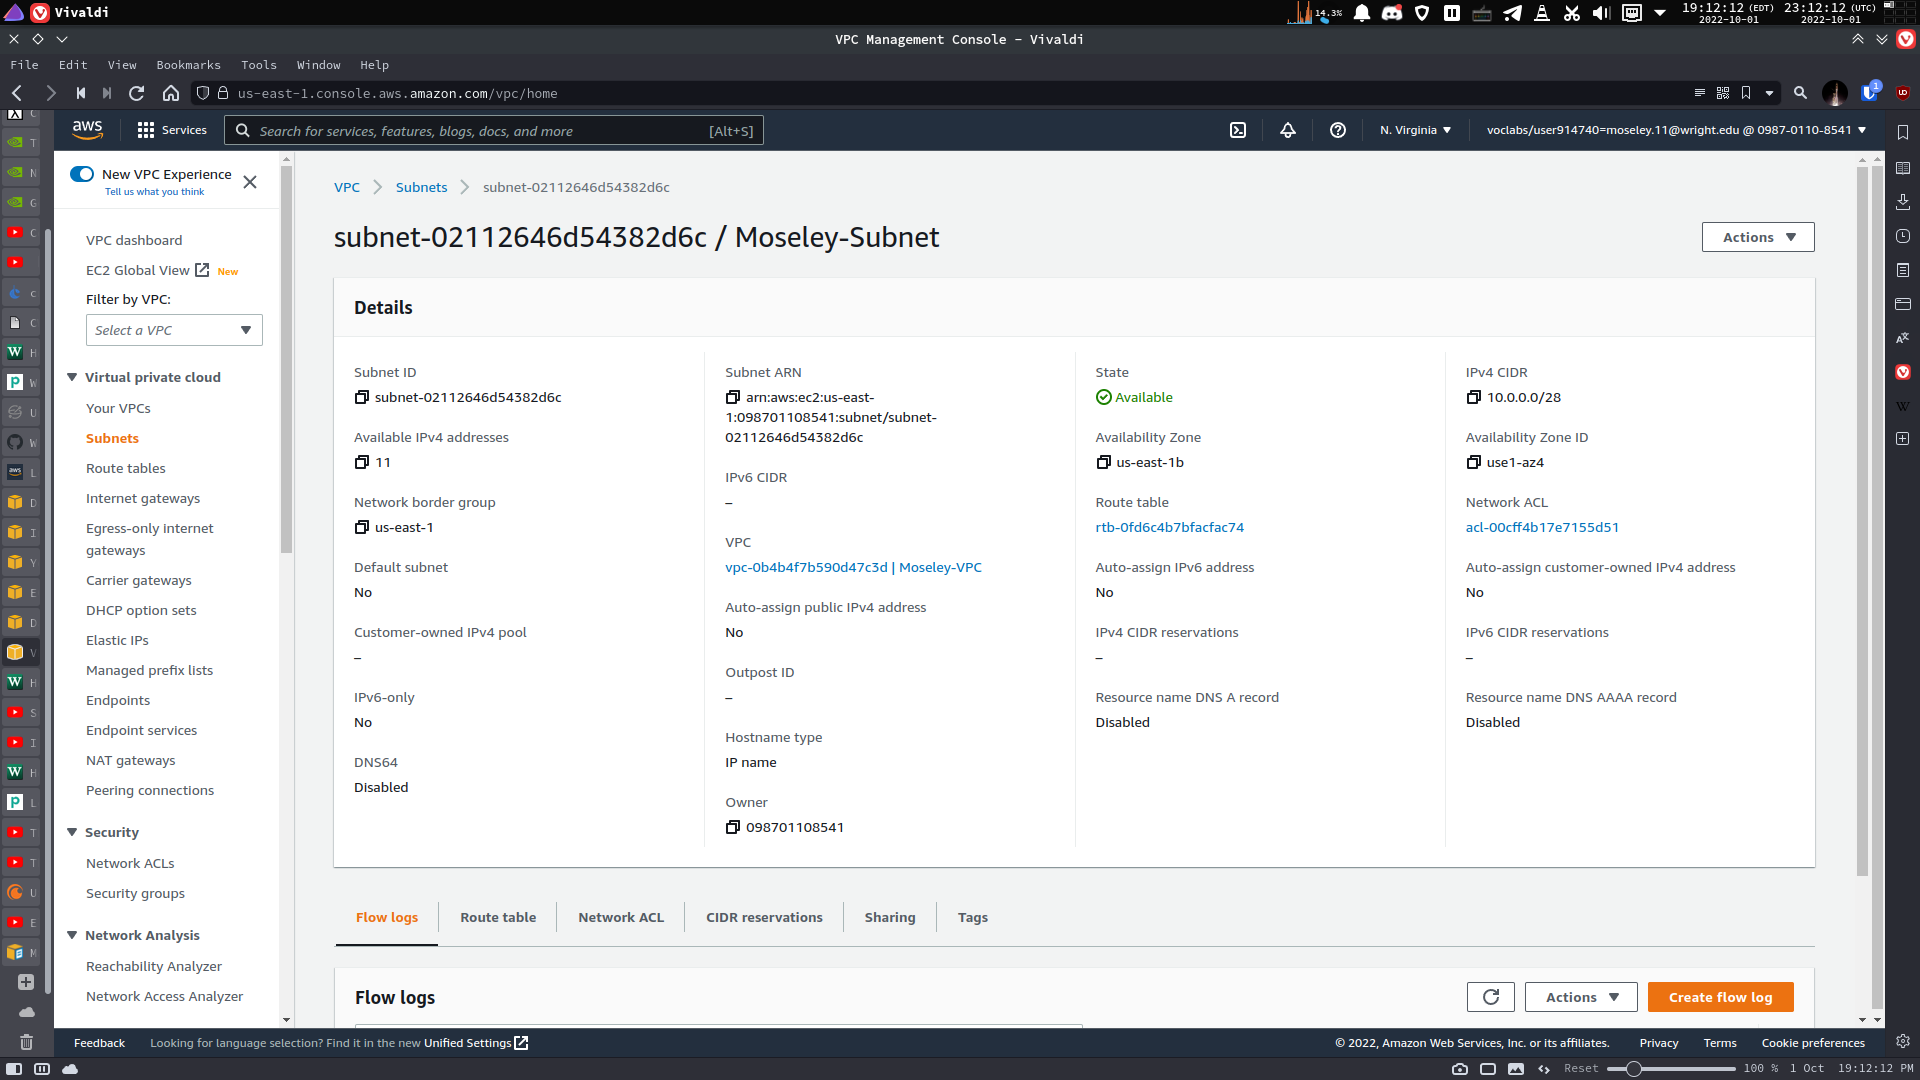 Vivaldi
14.3%
19:12:12 (EDT)
2022-10-01
23:12:12 (UTC)
2022-10-01
VPC Management Console - Vivaldi
File Edit View Bookmarks Tools Window Help
us-east-1.console.aws.amazon.com/vpc/home
1
aws
Services
Search for services, features, blogs, docs, and more
[Alt+S]
N. Virginia
voclabs/user914740=moseley.11@wright.edu @ 0987-0110-8541
New VPC Experience
Tell us what you think
VPC dashboard
EC2 Global View New
Filter by VPC:
Select a VPC
Virtual private cloud
Your VPCs
Subnets
Route tables
Internet gateways
Egress-only internet
gateways
Carrier gateways
DHCP option sets
Elastic IPs
Managed prefix lists
Endpoints
Endpoint services
NAT gateways
Peering connections
Security
Network ACLs
Security groups
Network Analysis
Reachability Analyzer
Network Access Analyzer
VPC Subnets subnet-02112646d54382d6c
subnet-02112646d54382d6c / Moseley-Subnet
Actions
Details
Subnet ID
subnet-02112646d54382d6c
Available IPv4 addresses
11
Network border group
us-east-1
Default subnet
No
Customer-owned IPv4 pool
–
IPv6-only
No
DNS64
Disabled
Subnet ARN
arn:aws:ec2:us-east-
1:098701108541:subnet/subnet-
02112646d54382d6c
IPv6 CIDR
–
VPC
vpc-0b4b4f7b590d47c3d | Moseley-VPC
Auto-assign public IPv4 address
No
Outpost ID
–
Hostname type
IP name
Owner
098701108541
State
Available
Availability Zone
us-east-1b
Route table
rtb-0fd6c4b7bfacfac74
Auto-assign IPv6 address
No
IPv4 CIDR reservations
–
Resource name DNS A record
Disabled
IPv4 CIDR
10.0.0.0/28
Availability Zone ID
use1-az4
Network ACL
acl-00cff4b17e7155d51
Auto-assign customer-owned IPv4 address
No
IPv6 CIDR reservations
–
Resource name DNS AAAA record
Disabled
Flow logs Route table Network ACL CIDR reservations Sharing Tags
Flow logs
Actions
Create flow log
Feedback
Looking for language selection? Find it in the new Unified Settings
© 2022, Amazon Web Services, Inc. or its affiliates.
Privacy Terms Cookie preferences
Reset
100 %
1 Oct 19:12:12 PM